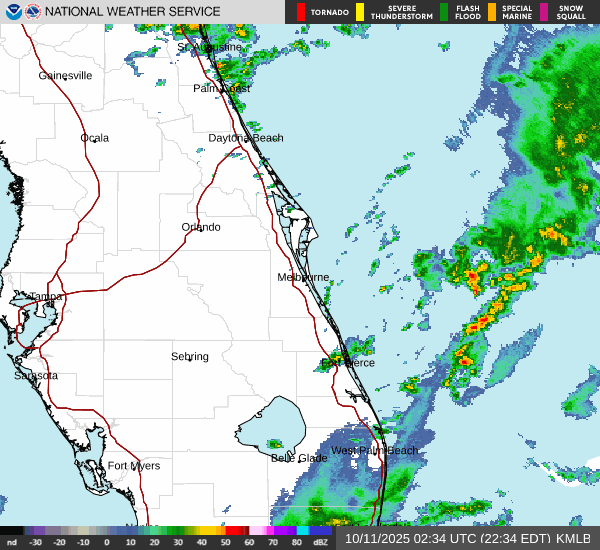 NATIONAL WEATHER SERVICE
TORNADO
SEVERE THUNDERSTORM
FLASH FLOOD
SPECIAL MARINE
SNOW SQUALL
St. Augustine
Gainesville
Palm Coast
Ocala
Daytona Beach
Orlando
Melbourne
Tampa
Sebring
Fort Pierce
Sarasota
West Palm Beach
Belle Glade
Fort Myers
nd -30 -20 -10 0 10 20 30 40 50 60 70 80 dBZ
10/11/2025 02:34 UTC (22:34 EDT) KMLB